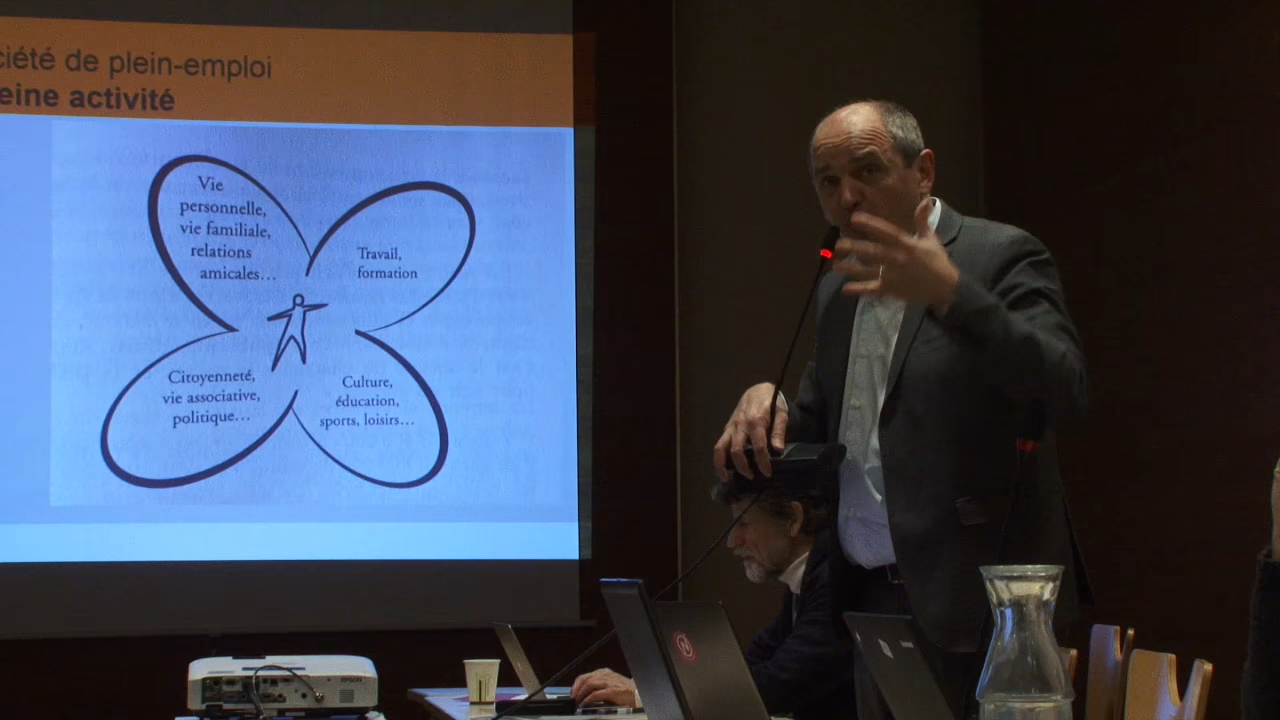 ciété de plein-emploi
eine activité
Vie
personnelle,
vie familiale,
relations
amicales…
Travail,
formation
Citoyenneté,
vie associative,
politique…
Culture,
éducation,
sports, loisirs…
EPSON